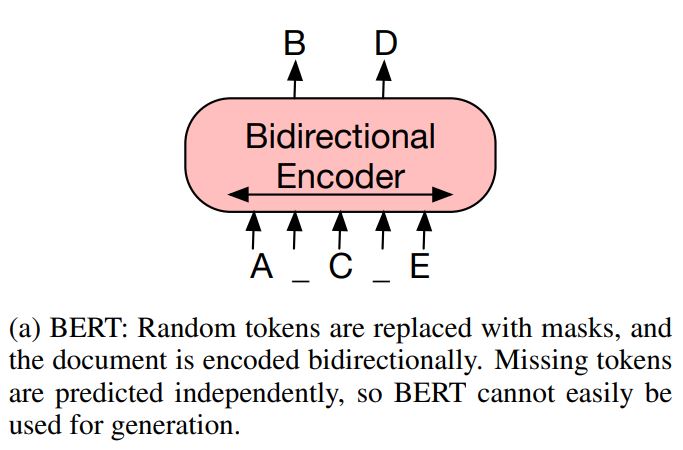 B D
Bidirectional
Encoder
A _ C _ E
(a) BERT: Random tokens are replaced with masks, and
the document is encoded bidirectionally. Missing tokens
are predicted independently, so BERT cannot easily be
used for generation.